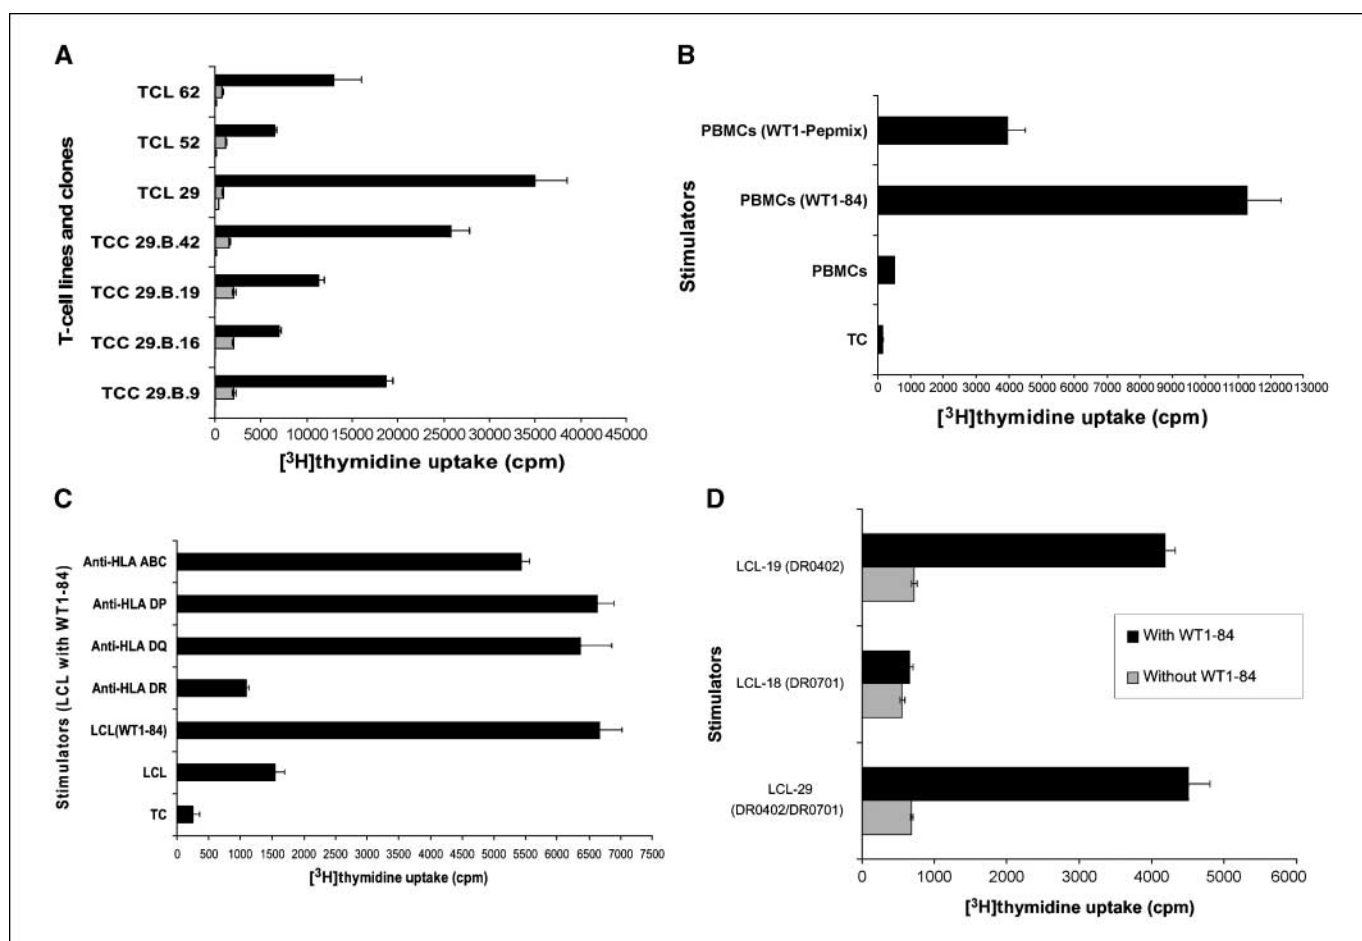 A
T-cell lines and clones
TCL 62
TCL 52
TCL 29
TCC 29.B.42
TCC 29.B.19
TCC 29.B.16
TCC 29.B.9
0 5000 10000 15000 20000 25000 30000 35000 40000 45000
[³H]thymidine uptake (cpm)
B
Stimulators
PBMCs (WT1-Pepmix)
PBMCs (WT1-84)
PBMCs
TC
0 1000 2000 3000 4000 5000 6000 7000 8000 9000 10000 11000 12000 13000
[³H]thymidine uptake (cpm)
C
Stimulators (LCL with WT1-84)
Anti-HLA ABC
Anti-HLA DP
Anti-HLA DQ
Anti-HLA DR
LCL(WT1-84)
LCL
TC
0 500 1000 1500 2000 2500 3000 3500 4000 4500 5000 5500 6000 6500 7000 7500
[³H]thymidine uptake (cpm)
D
Stimulators
LCL-19 (DR0402)
LCL-18 (DR0701)
LCL-29
(DR0402/DR0701)
With WT1-84
Without WT1-84
0 1000 2000 3000 4000 5000 6000
[³H]thymidine uptake (cpm)